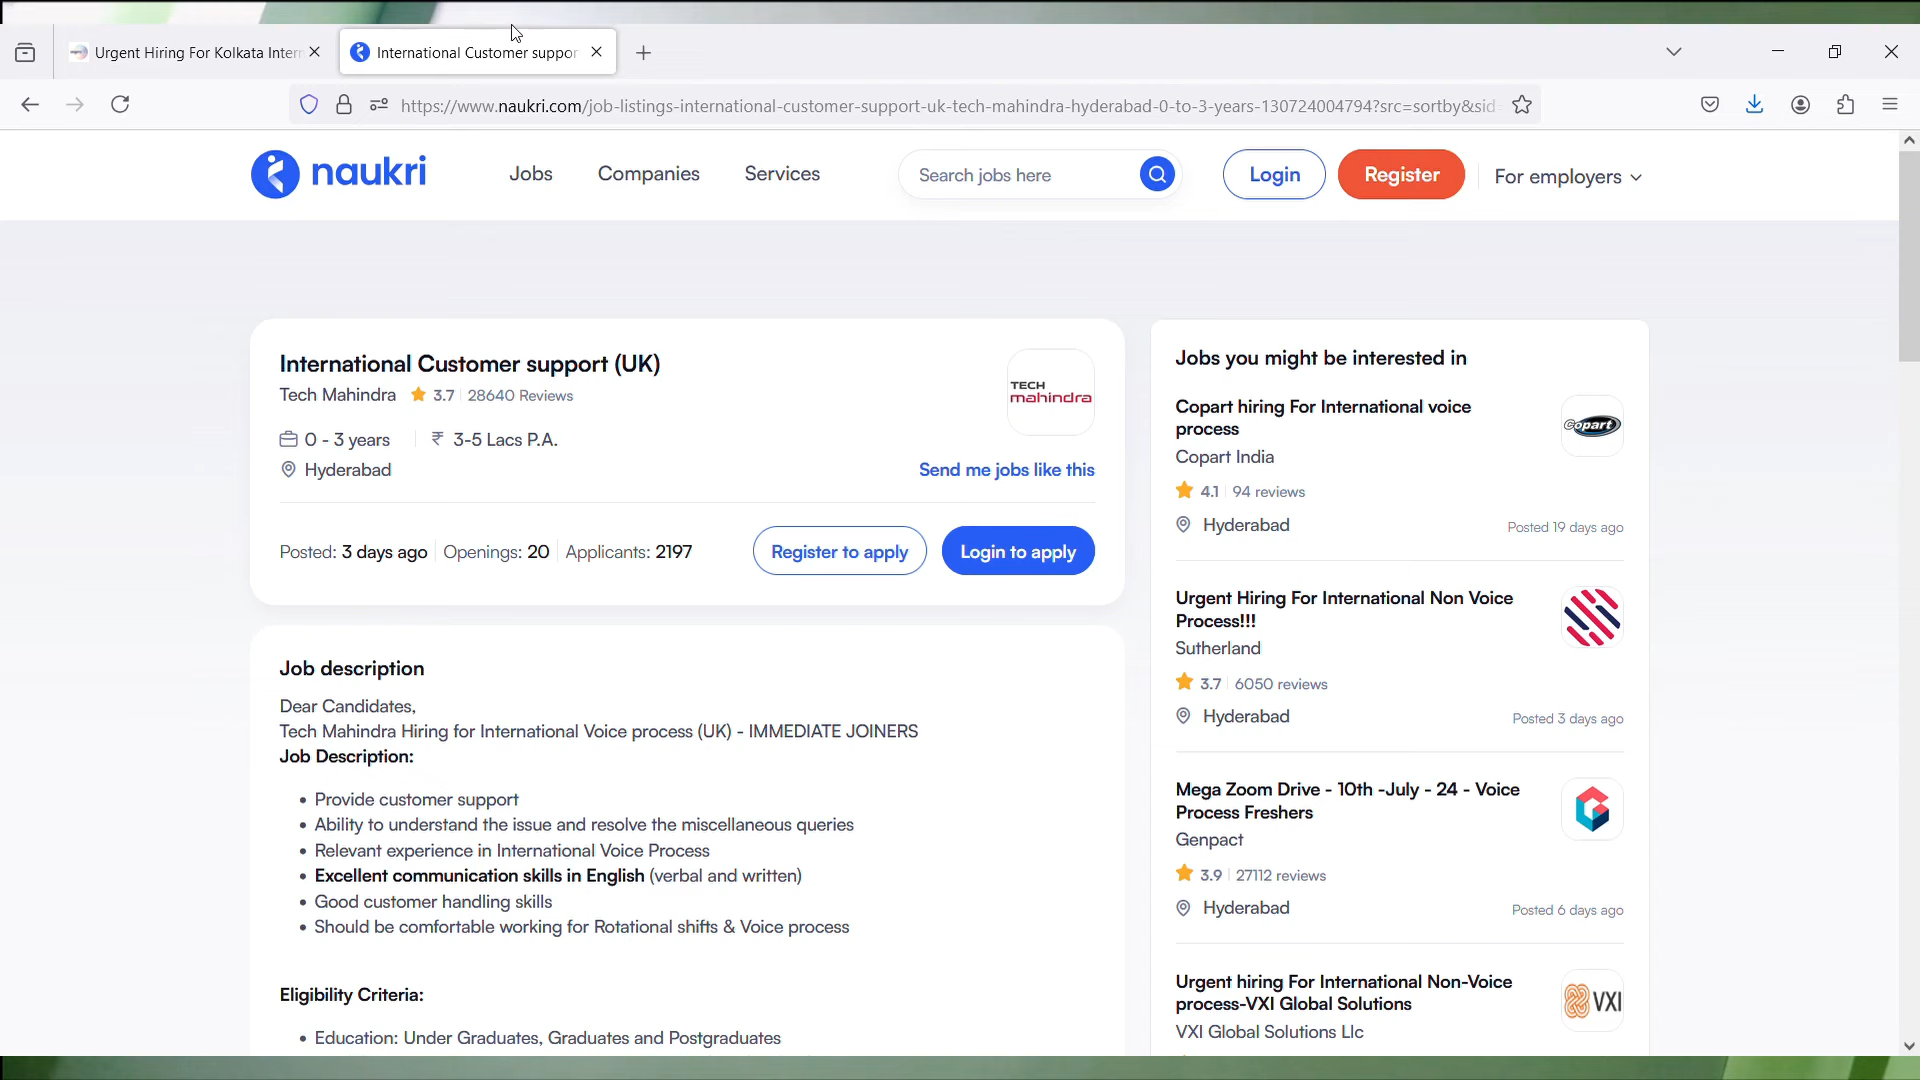 Urgent Hiring For Kolkata Intern
International Customer suppor
https://www.naukri.com/job-listings-international-customer-support-uk-tech-mahindra-hyderabad-0-to-3-years-130724004794?src=sortby&sid
naukri
Jobs
Companies
Services
Search jobs here
Login
Register
For employers
International Customer support (UK)
Tech Mahindra 3.7 28640 Reviews
TECH
mahindra
0 - 3 years ₹ 3-5 Lacs P.A.
Hyderabad
Send me jobs like this
Posted: 3 days ago Openings: 20 Applicants: 2197
Register to apply
Login to apply
Job description
Dear Candidates,
Tech Mahindra Hiring for International Voice process (UK) - IMMEDIATE JOINERS
Job Description:
• Provide customer support
• Ability to understand the issue and resolve the miscellaneous queries
• Relevant experience in International Voice Process
• Excellent communication skills in English (verbal and written)
• Good customer handling skills
• Should be comfortable working for Rotational shifts & Voice process
Eligibility Criteria:
• Education: Under Graduates, Graduates and Postgraduates
Jobs you might be interested in
Copart hiring For International voice
process
Copart India
Copart
4.1 94 reviews
Hyderabad
Posted 19 days ago
Urgent Hiring For International Non Voice
Process!!!
Sutherland
3.7 6050 reviews
Hyderabad
Posted 3 days ago
Mega Zoom Drive - 10th -July - 24 - Voice
Process Freshers
Genpact
3.9 27112 reviews
Hyderabad
Posted 6 days ago
Urgent hiring For International Non-Voice
process-VXI Global Solutions
VXI Global Solutions Llc
VXI